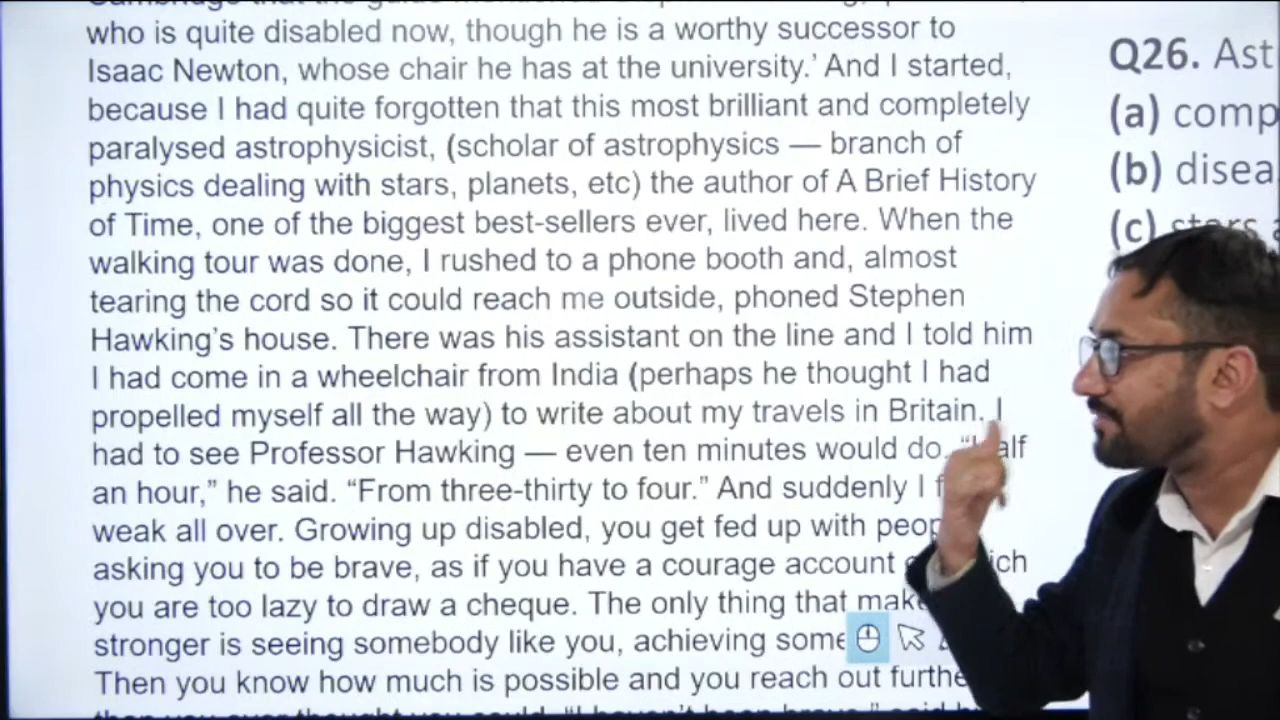 who is quite disabled now, though he is a worthy successor to
Isaac Newton, whose chair he has at the university.’ And I started,
because I had quite forgotten that this most brilliant and completely
paralysed astrophysicist, (scholar of astrophysics — branch of
physics dealing with stars, planets, etc) the author of A Brief History
of Time, one of the biggest best-sellers ever, lived here. When the
walking tour was done, I rushed to a phone booth and, almost
tearing the cord so it could reach me outside, phoned Stephen
Hawking’s house. There was his assistant on the line and I told him
I had come in a wheelchair from India (perhaps he thought I had
propelled myself all the way) to write about my travels in Britain. I
had to see Professor Hawking — even ten minutes would do.
an hour,” he said. “From three-thirty to four.” And suddenly I
weak all over. Growing up disabled, you get fed up with
asking you to be brave, as if you have a courage account
you are too lazy to draw a cheque. The only thing that
stronger is seeing somebody like you, achieving
Then you know how much is possible and you reach out
Q26. Ast
(a) comp
(b) disea
(c) stars